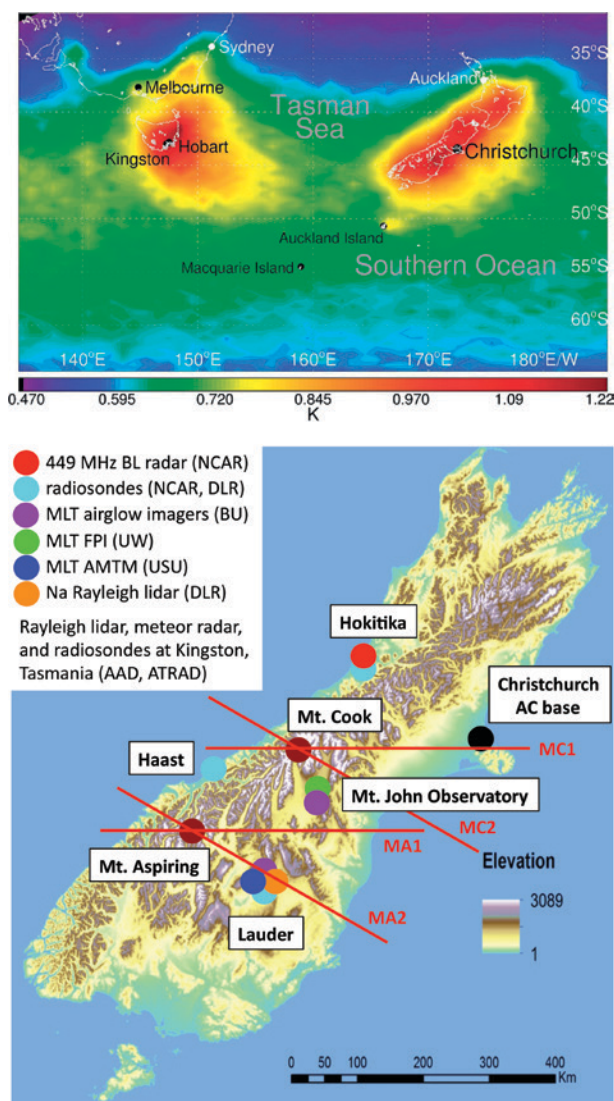 Sydney
35°S
Melbourne
Auckland
Tasman
Sea
40°S
Hobart
Kingston
Christchurch
45°S
50°S
Auckland Island
Macquarie Island
Southern Ocean
55°S
60°S
140°E
150°E
160°E
170°E
180°E/W
0.470
0.595
0.720
0.845
0.970
1.09
1.22
K
449 MHz BL radar (NCAR)
radiosondes (NCAR, DLR)
MLT airglow imagers (BU)
MLT FPI (UW)
MLT AMTM (USU)
Na Rayleigh lidar (DLR)
Rayleigh lidar, meteor radar,
and radiosondes at Kingston,
Tasmania (AAD, ATRAD)
Hokitika
Christchurch
AC base
Mt. Cook
Haast
MC1
Mt. John Observatory
MC2
MA1
Mt. Aspiring
Elevation
3089
1
MA2
Lauder
0 50 100 200 300 400
Km